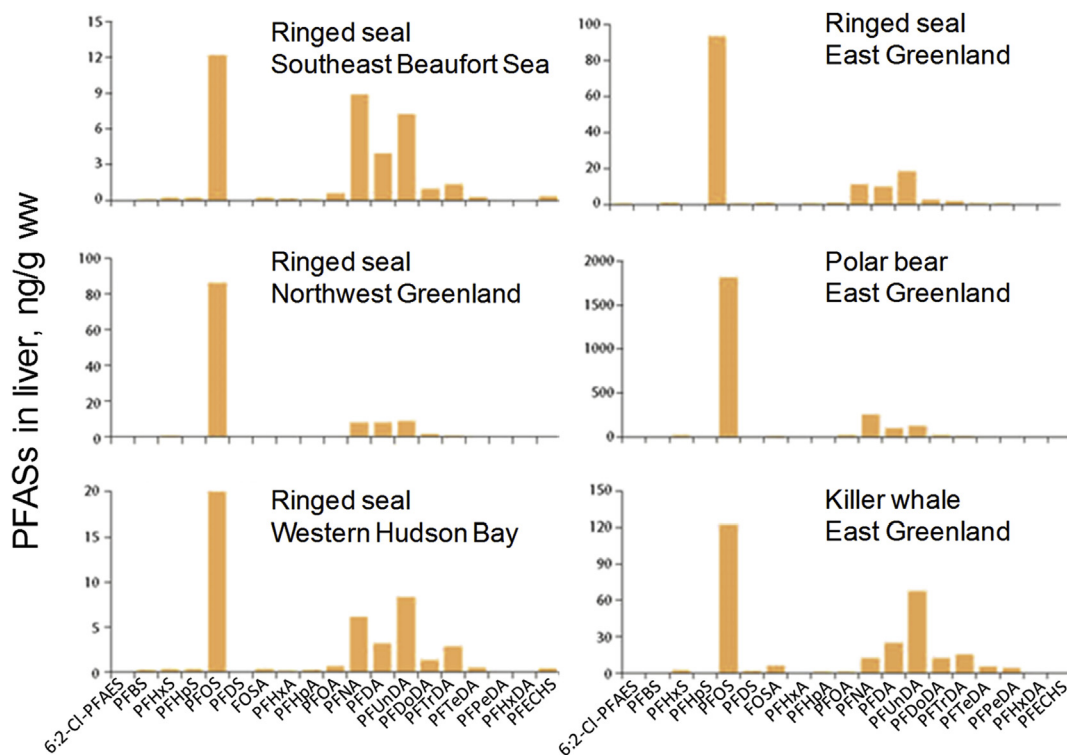 PFASs in liver, ng/g ww
15
12
9
6
3
0
Ringed seal
Southeast Beaufort Sea
100
80
60
40
20
0
Ringed seal
East Greenland
100
80
60
40
20
0
Ringed seal
Northwest Greenland
2000
1500
1000
500
0
Polar bear
East Greenland
20
15
10
5
0
Ringed seal
Western Hudson Bay
150
120
90
60
30
0
Killer whale
East Greenland
6:2-Cl-PFAES
PFBS
PFHxS
PFHpS
PFOS
PFDS
FOSA
PFHxA
PFHpA
PFOA
PFNA
PFDA
PFUnDA
PFDoDA
PFTrDA
PFTeDA
PFPeDA
PFHxDA
PFECHS
6:2-Cl-PFAES
PFBS
PFHxS
PFHpS
PFOS
PFDS
FOSA
PFHxA
PFHpA
PFOA
PFNA
PFDA
PFUnDA
PFDoDA
PFTrDA
PFTeDA
PFPeDA
PFHxDA
PFECHS